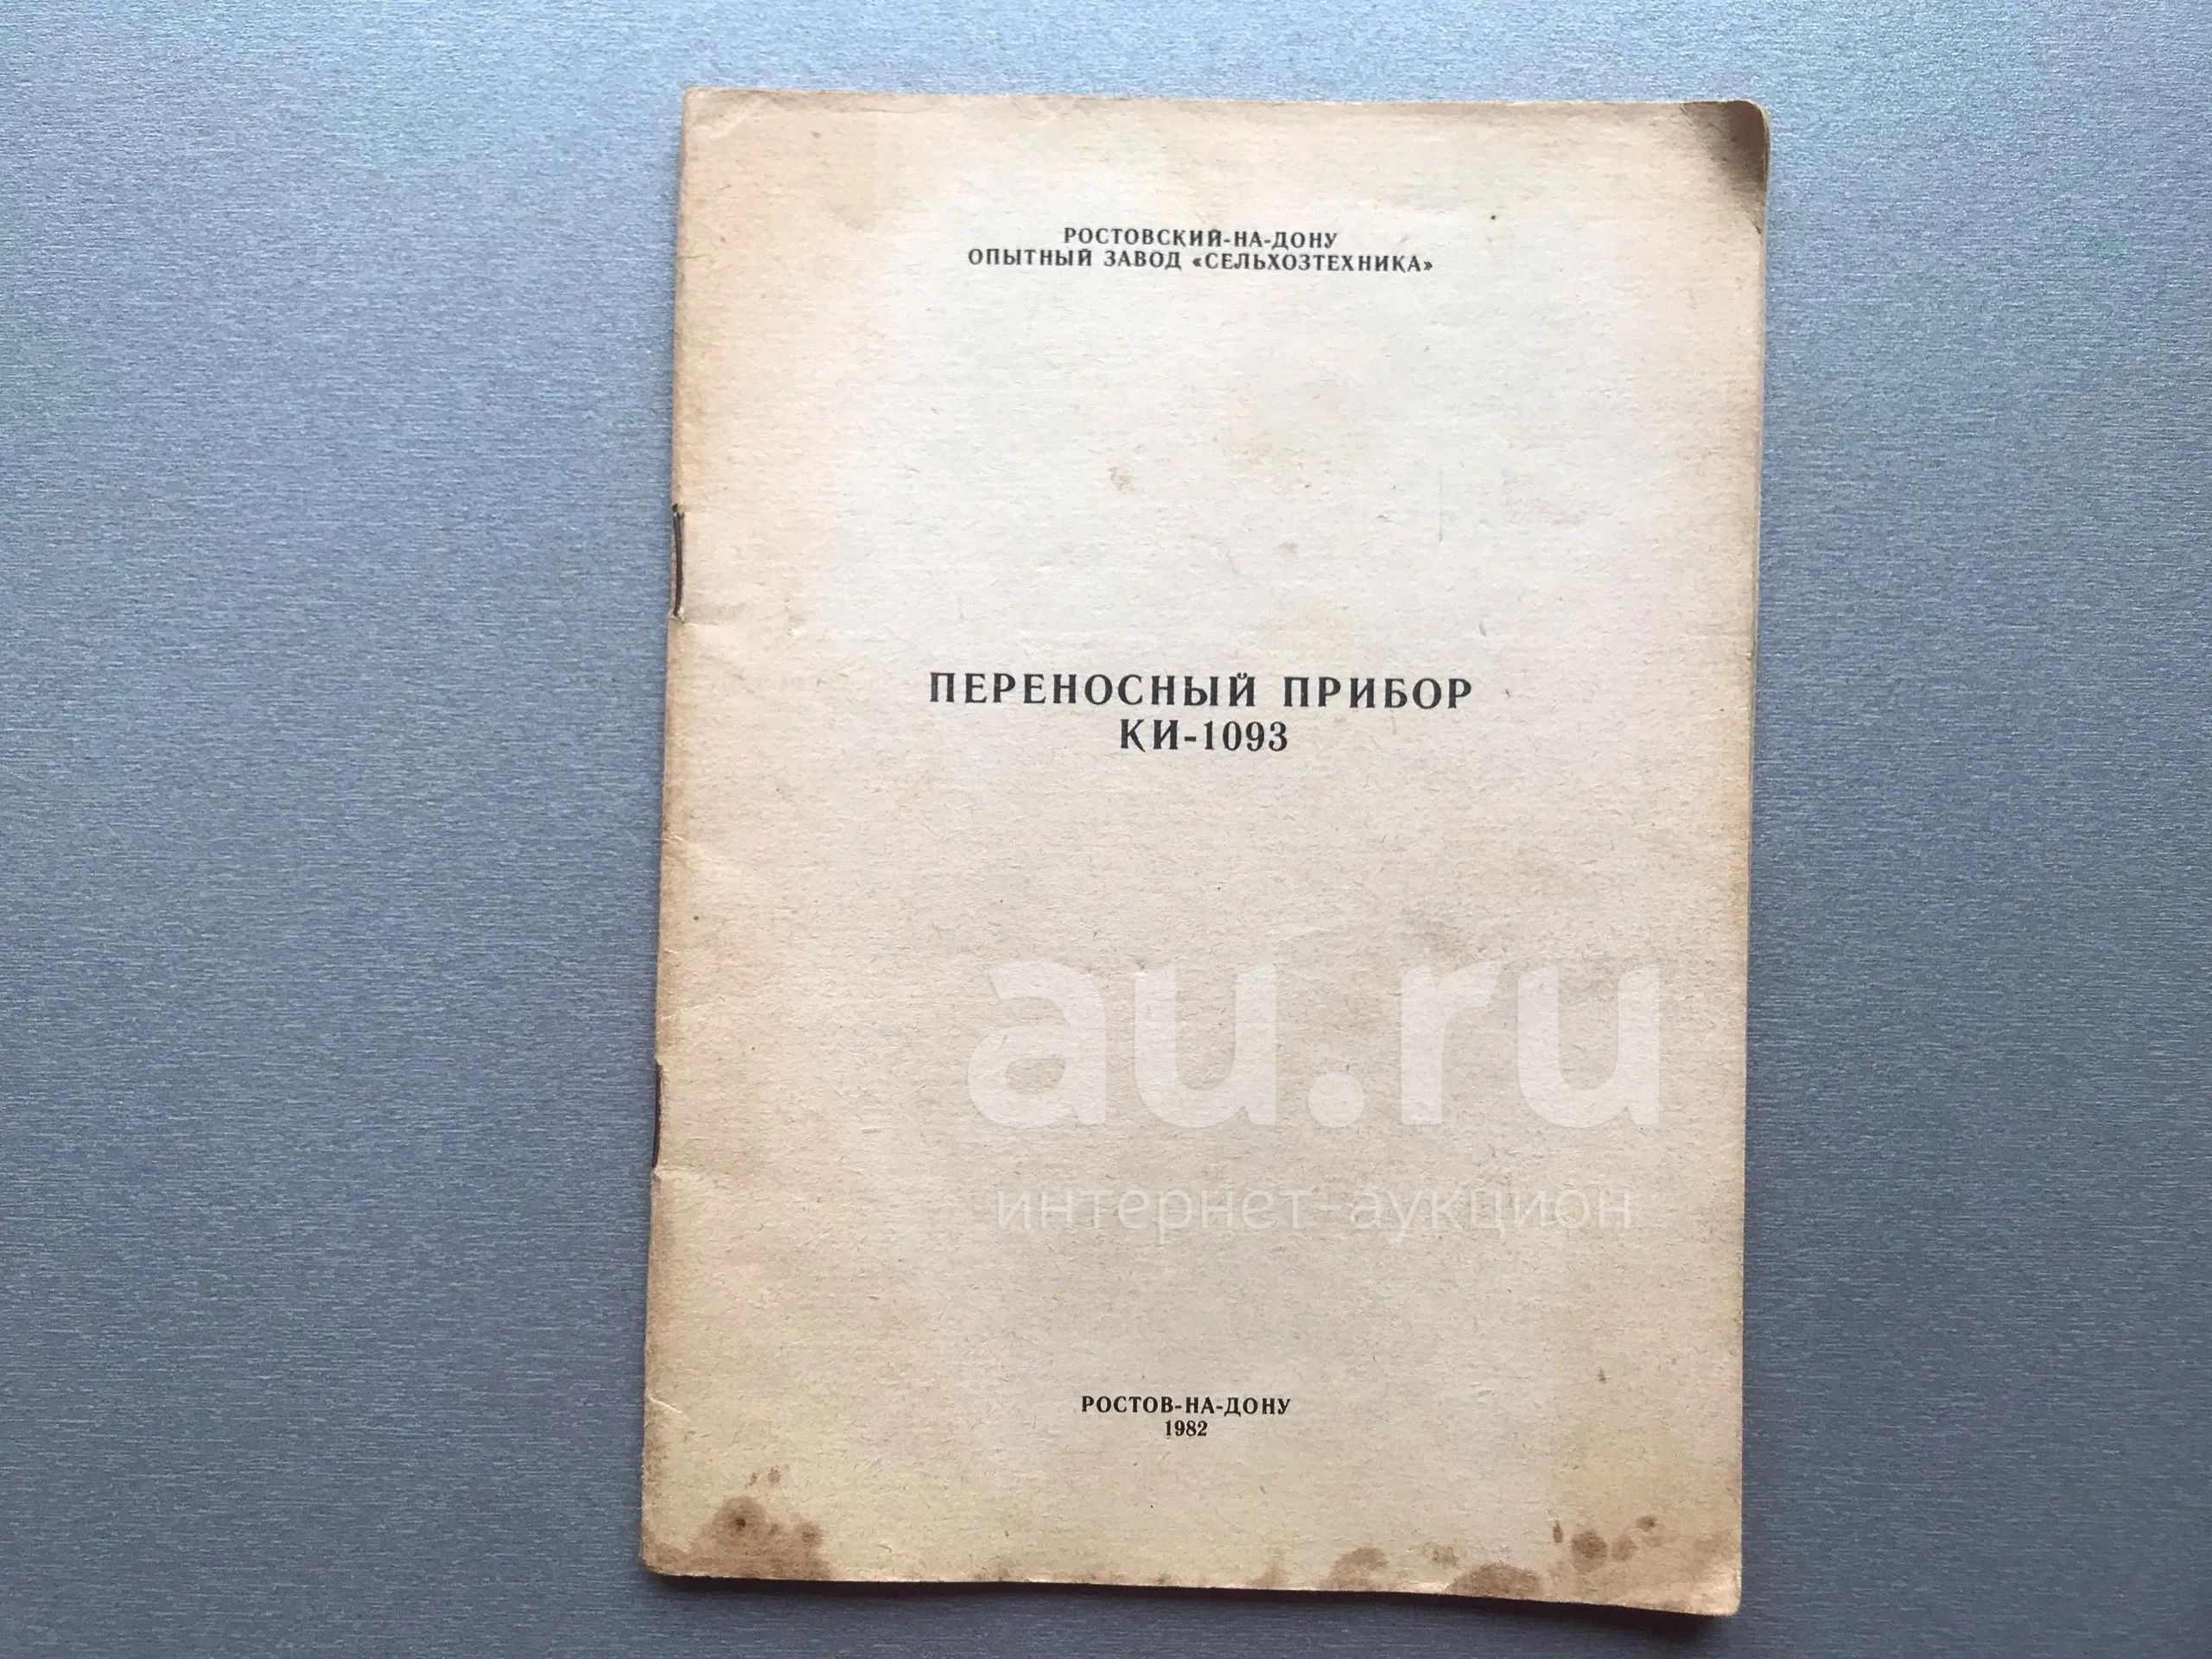 РОСТОВСКИЙ-НА-ДОНУ
ОПЫТНЫЙ ЗАВОД «СЕЛЬХОЗТЕХНИКА»
ПЕРЕНОСНЫЙ ПРИБОР
КИ-1093
au.ru
интернет-аукцион
РОСТОВ-НА-ДОНУ
1982